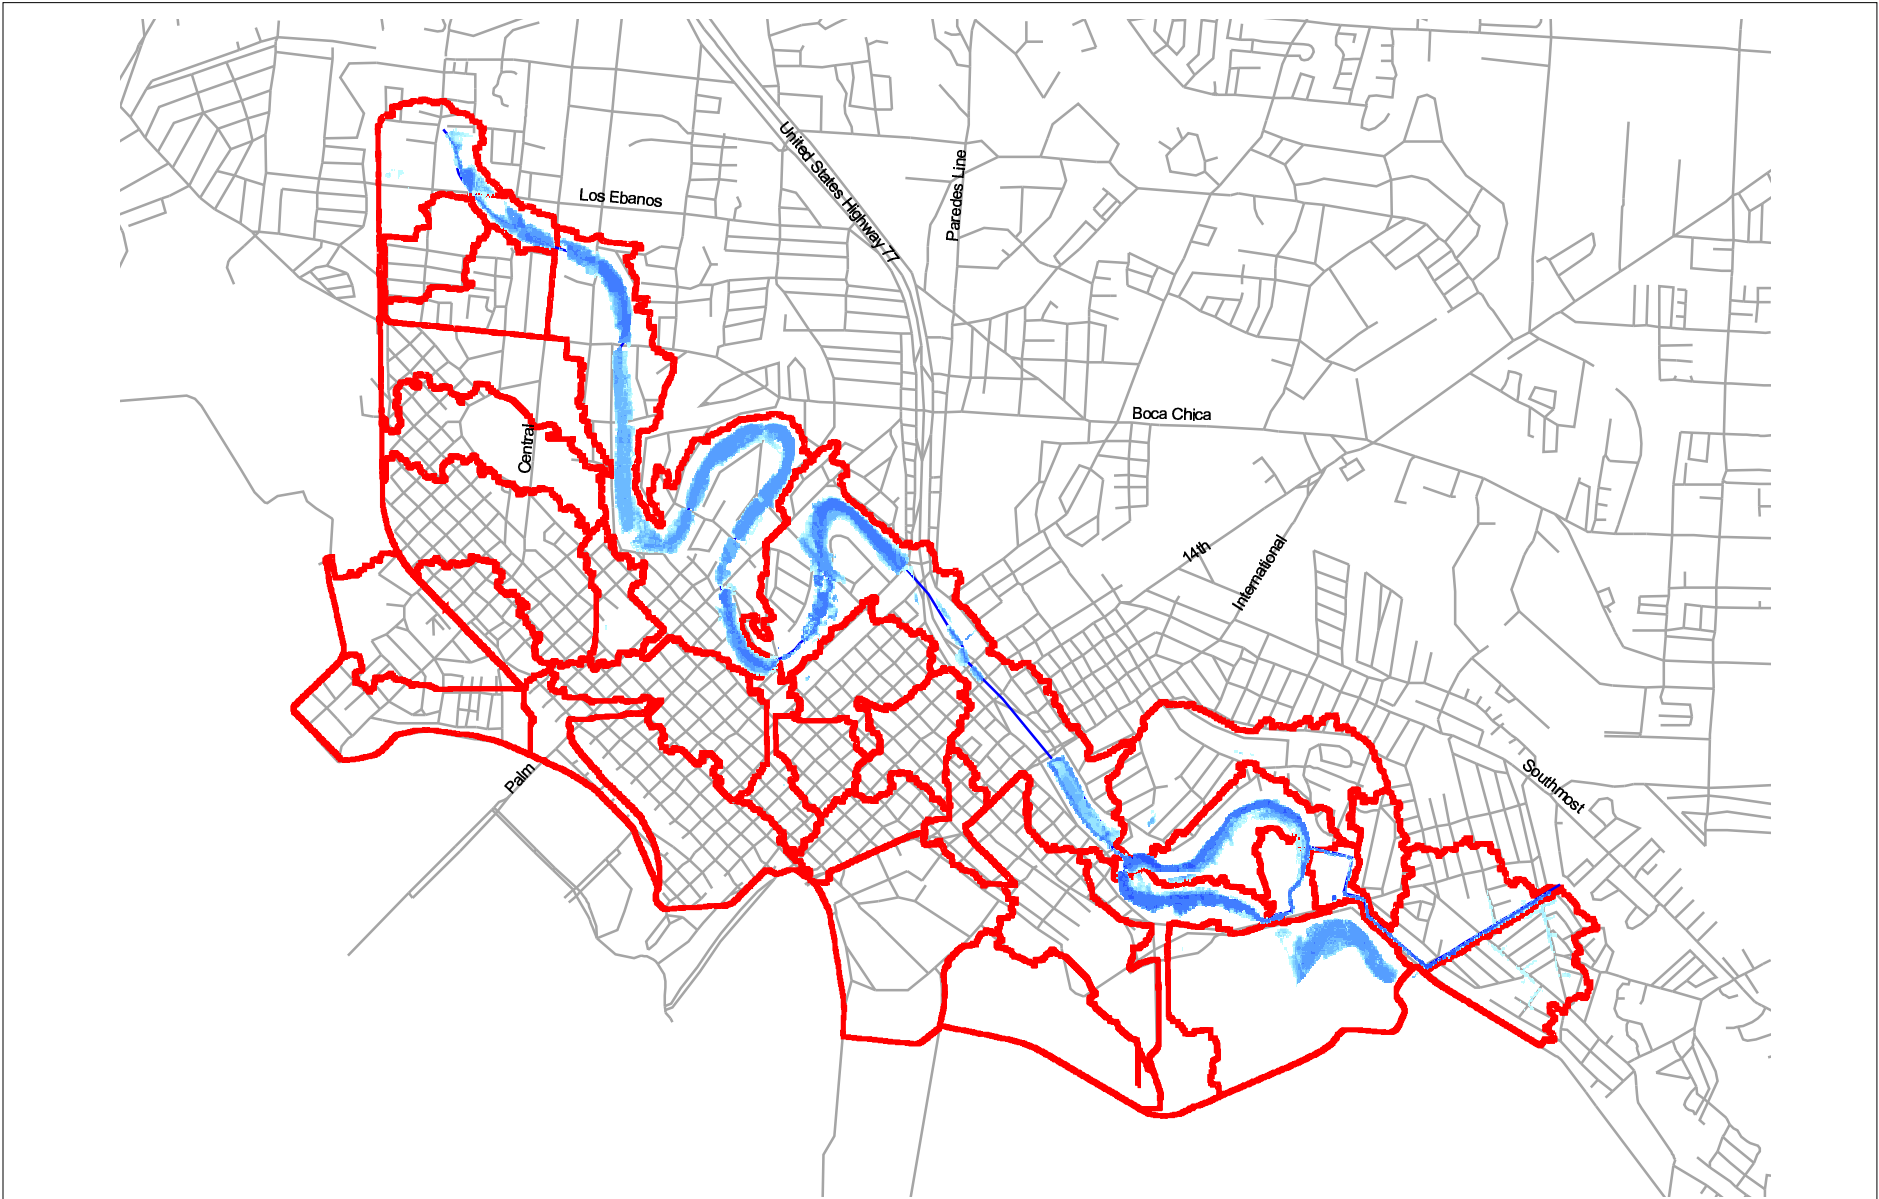 United States Highway 77
Paredes Line
Los Ebanos
Boca Chica
Central
14th
International
Palm
Southmost